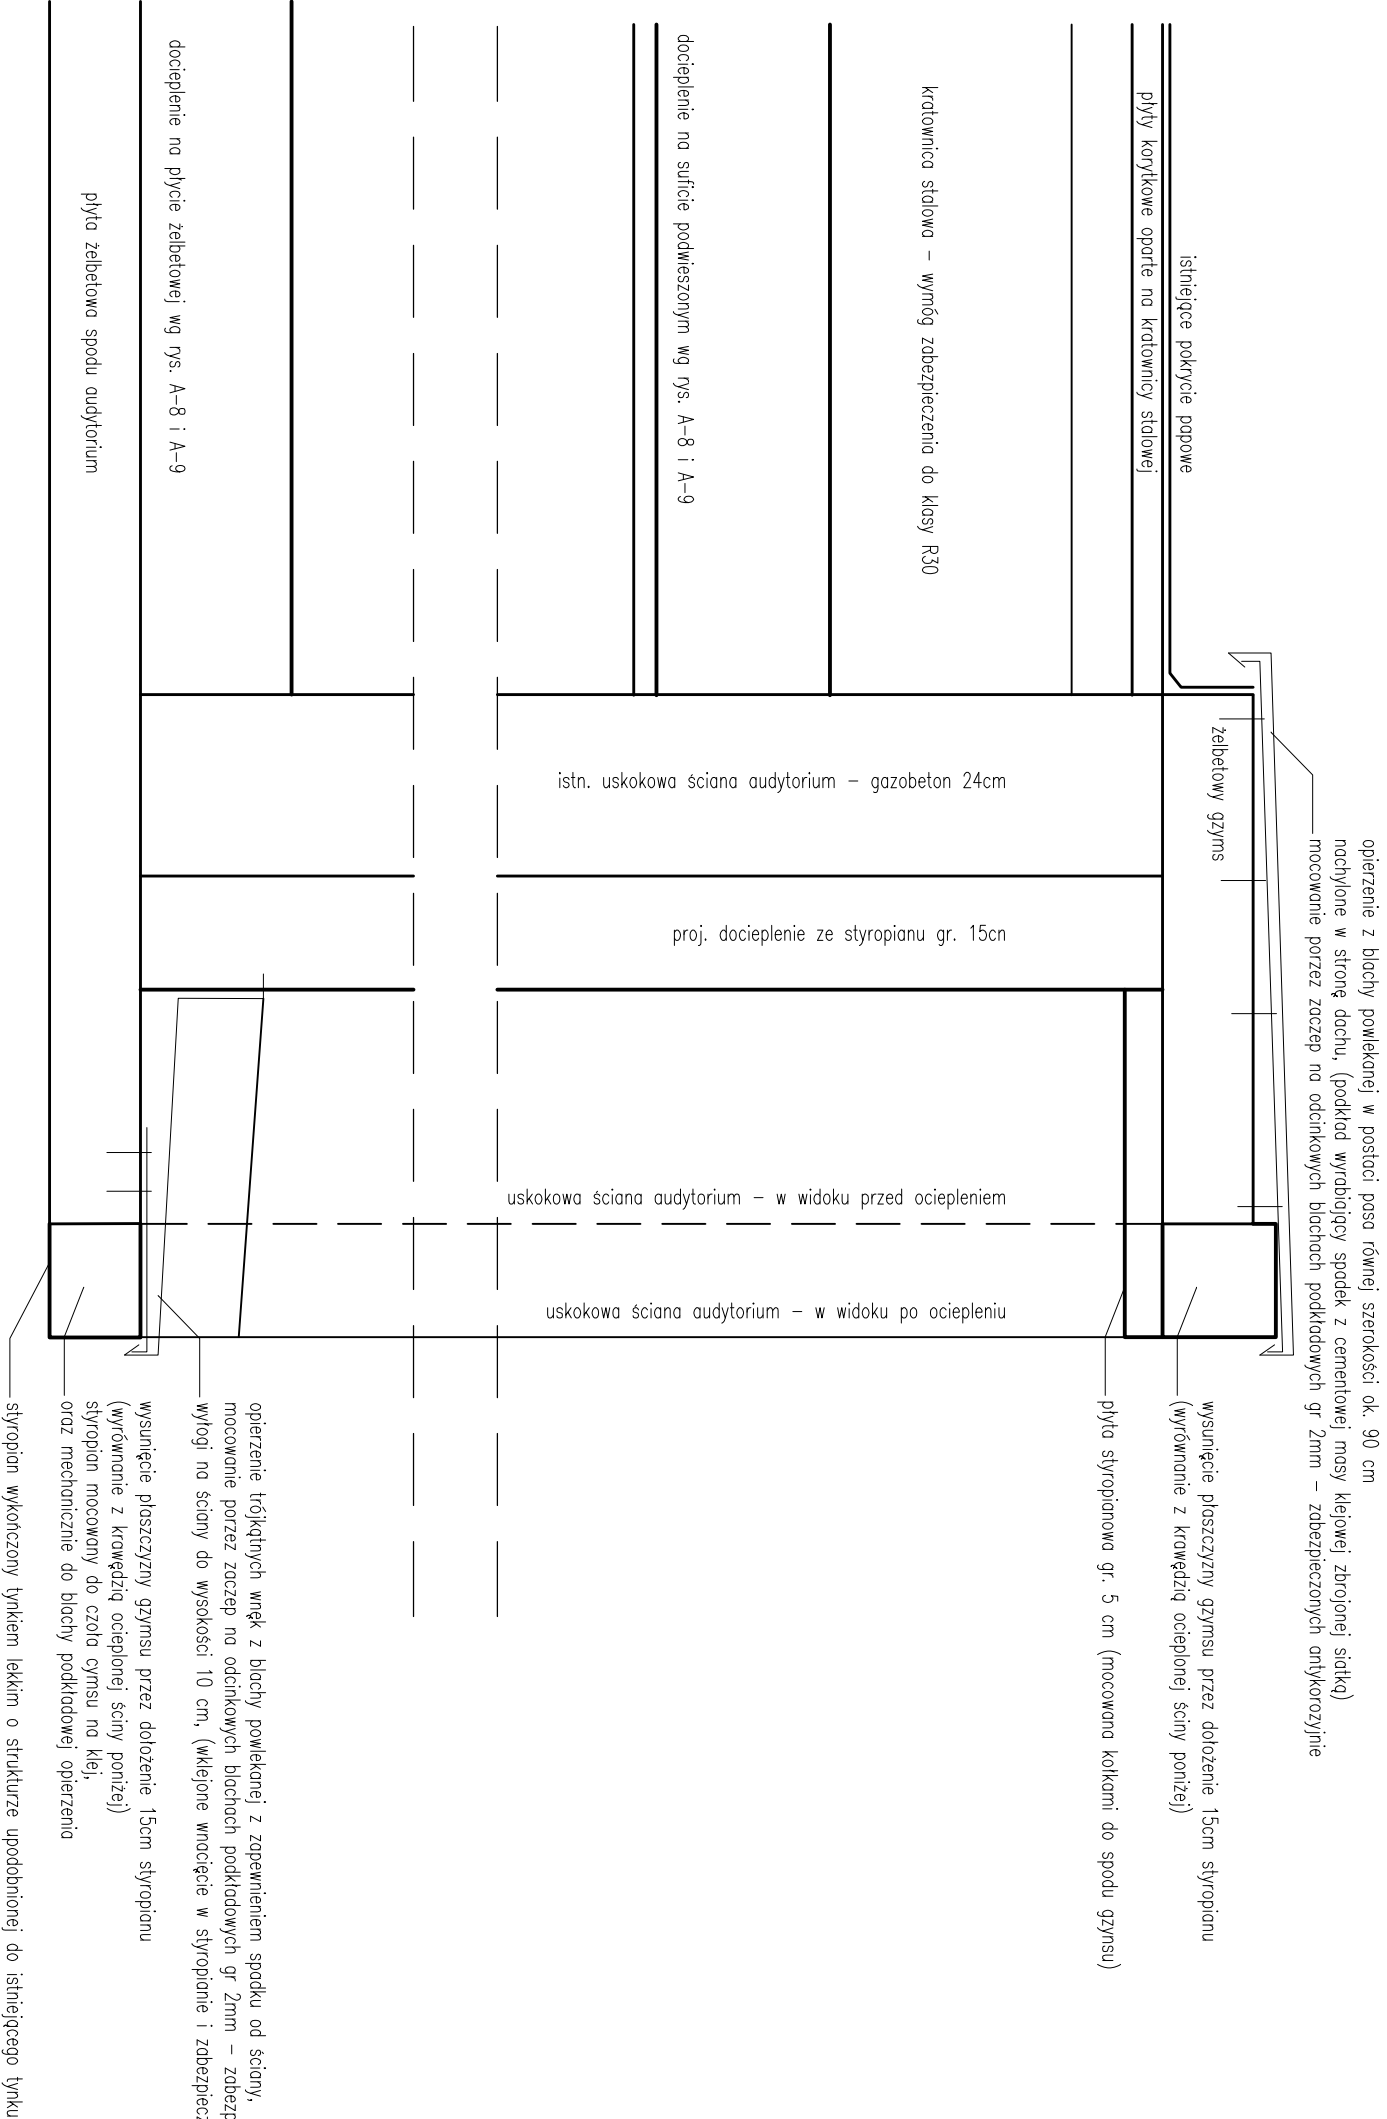 opierzenie z blachy powlekanej w postaci pasa równej szerokości ok. 90 cm
nachylone w stronę dachu, (podkład wyrabiający spadek z cementowej masy klejowej zbrojonej siatką)
mocowanie porzez zaczep na odcinkowych blachach podkładowych gr 2mm – zabezpieczonych antykorozyjnie
istniejące pokrycie papowe
płyty korytkowe oparte na kratownicy stalowej
żelbetowy gzyms
wysunięcie płaszczyzny gzymsu przez dołożenie 15cm styropianu
(wyrównanie z krawędzią ocieplonej ściny poniżej)
płyta styropianowa gr. 5 cm (mocowana kołkami do spodu gzynsu)
kratownica stalowa – wymóg zabezpieczenia do klasy R30
docieplenie na suficie podwieszonym wg rys. A–8 i A–9
istn. uskokowa ściana audytorium – gazobeton 24cm
proj. docieplenie ze styropianu gr. 15cn
uskokowa ściana audytorium – w widoku przed ociepleniem
uskokowa ściana audytorium – w widoku po ociepleniu
docieplenie na płycie żelbetowej wg rys. A–8 i A–9
płyta żelbetowa spodu audytorium
opierzenie trójkątnych wnęk z blachy powlekanej z zapewnieniem spadku od ściany,
mocowanie porzez zaczep na odcinkowych blachach podkładowych gr 2mm – zabezp
wyłogi na ściany do wysokości 10 cm, (wklejone wnacięcie w styropianie i zabezpiecz
wysunięcie płaszczyzny gzymsu przez dołożenie 15cm styropianu
(wyrównanie z krawędzią ocieplonej ściny poniżej)
styropian mocowany do czoła cymsu na klej,
oraz mechanicznie do blachy podkładowej opierzenia
styropian wykończony tynkiem lekkim o strukturze upodobnionej do istniejącego tynku